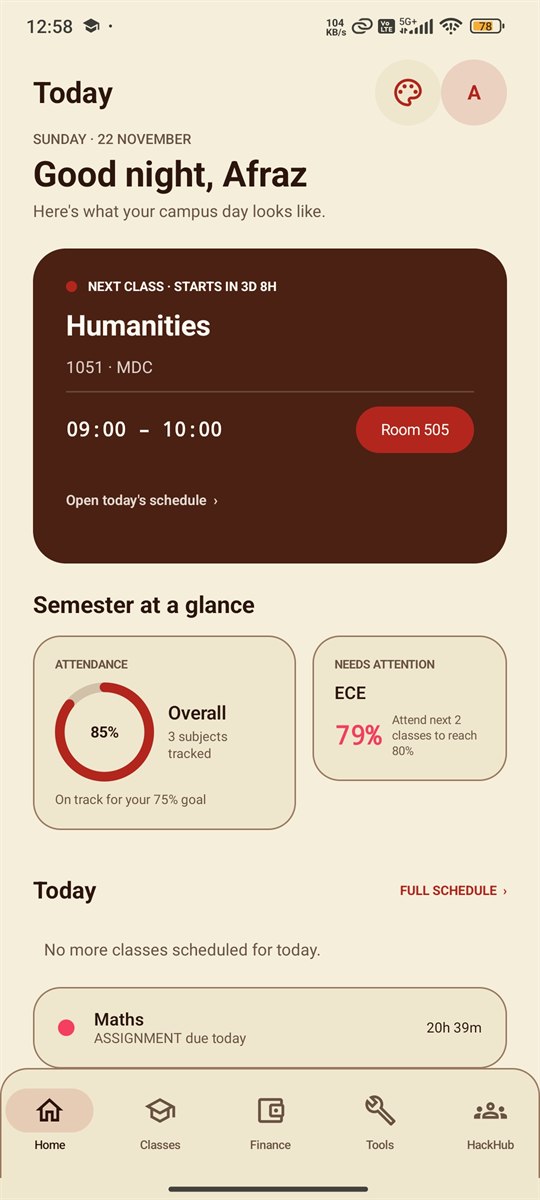 12:58
104 KB/s Vo LTE 5G+ 78
Today
A
SUNDAY · 22 NOVEMBER
Good night, Afraz
Here's what your campus day looks like.
NEXT CLASS · STARTS IN 3D 8H
Humanities
1051 · MDC
09:00 – 10:00
Room 505
Open today's schedule ›
Semester at a glance
ATTENDANCE
85%
Overall
3 subjects
tracked
On track for your 75% goal
NEEDS ATTENTION
ECE
79%
Attend next 2
classes to reach
80%
Today
FULL SCHEDULE ›
No more classes scheduled for today.
Maths
ASSIGNMENT due today
20h 39m
Home
Classes
Finance
Tools
HackHub